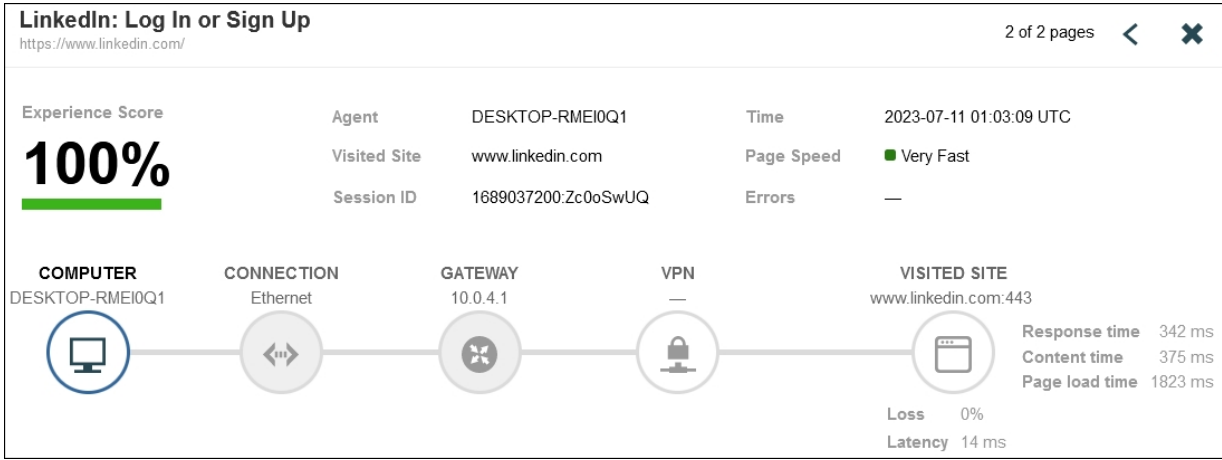 LinkedIn: Log In or Sign Up
https://www.linkedin.com/
2 of 2 pages
Experience Score
100%
Agent DESKTOP-RMEI0Q1
Visited Site www.linkedin.com
Session ID 1689037200:Zc0oSwUQ
Time 2023-07-11 01:03:09 UTC
Page Speed Very Fast
Errors —
COMPUTER
DESKTOP-RMEI0Q1
CONNECTION
Ethernet
GATEWAY
10.0.4.1
VPN
—
VISITED SITE
www.linkedin.com:443
Response time 342 ms
Content time 375 ms
Page load time 1823 ms
Loss 0%
Latency 14 ms